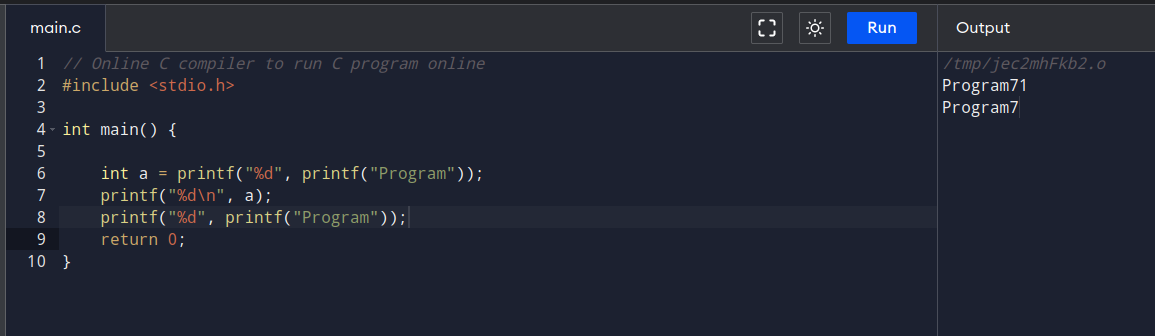 main.c
Run
Output
1 // Online C compiler to run C program online
2 #include <stdio.h>
3
4 int main() {
5
6     int a = printf("%d", printf("Program"));
7     printf("%d\n", a);
8     printf("%d", printf("Program"));
9     return 0;
10 }
/tmp/jec2mhFkb2.o
Program71
Program7